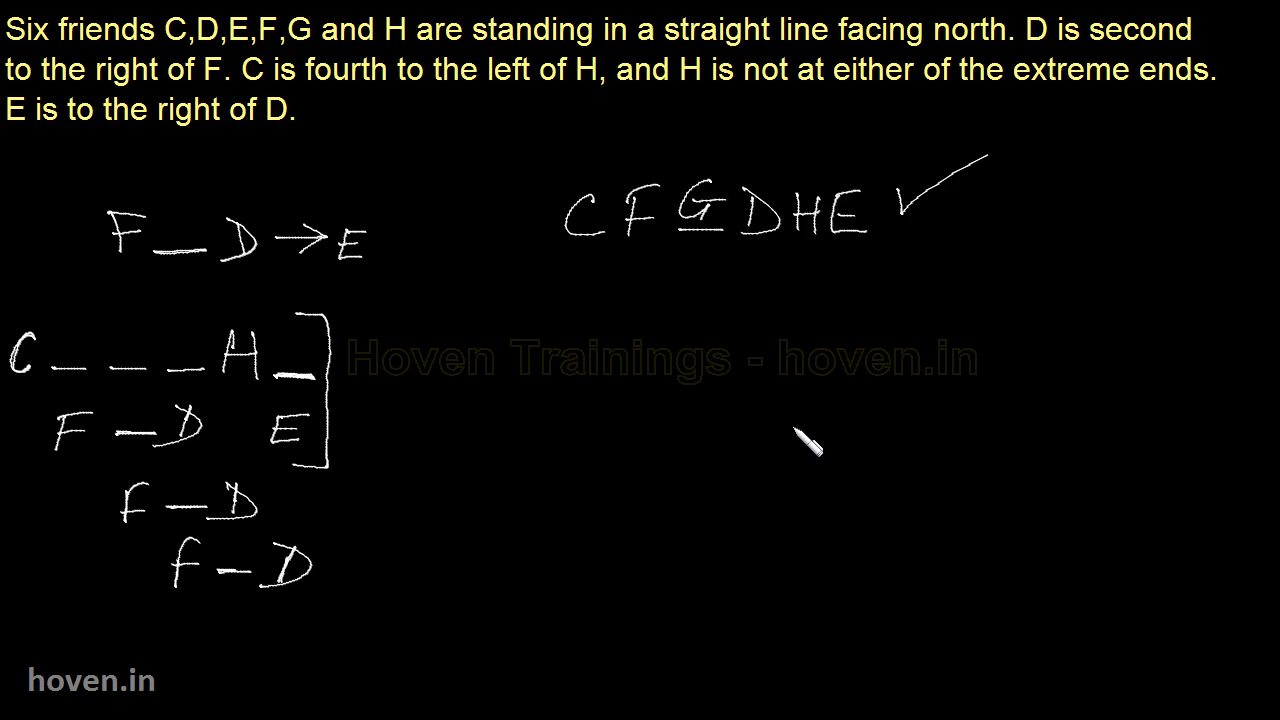 Six friends C,D,E,F,G and H are standing in a straight line facing north. D is second
to the right of F. C is fourth to the left of H, and H is not at either of the extreme ends.
E is to the right of D.
C F G D H E ✓
F _ D → E
C _ _ _ H _ ]
Hoven Trainings - hoven.in
F _ D E
F _ D
F _ D
hoven.in